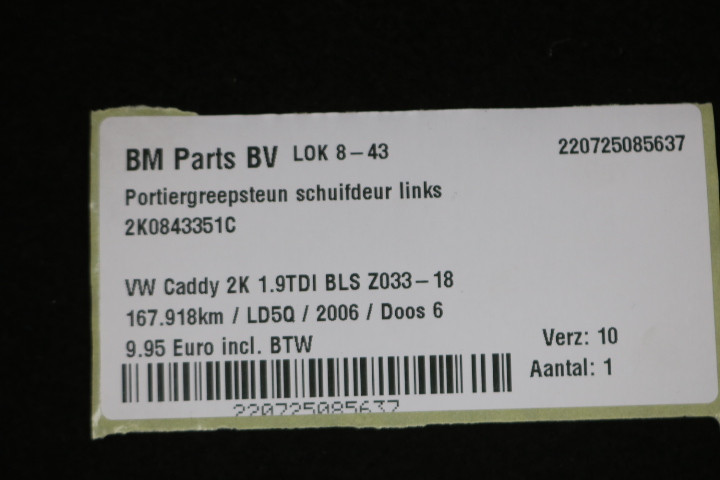 BM Parts BV LOK 8-43 220725085637
Portiergreepsteun schuifdeur links
2K0843351C
VW Caddy 2K 1.9TDI BLS Z033-18
167.918km / LD5Q / 2006 / Doos 6
9.95 Euro incl. BTW Verz: 10
Aantal: 1
220725085637